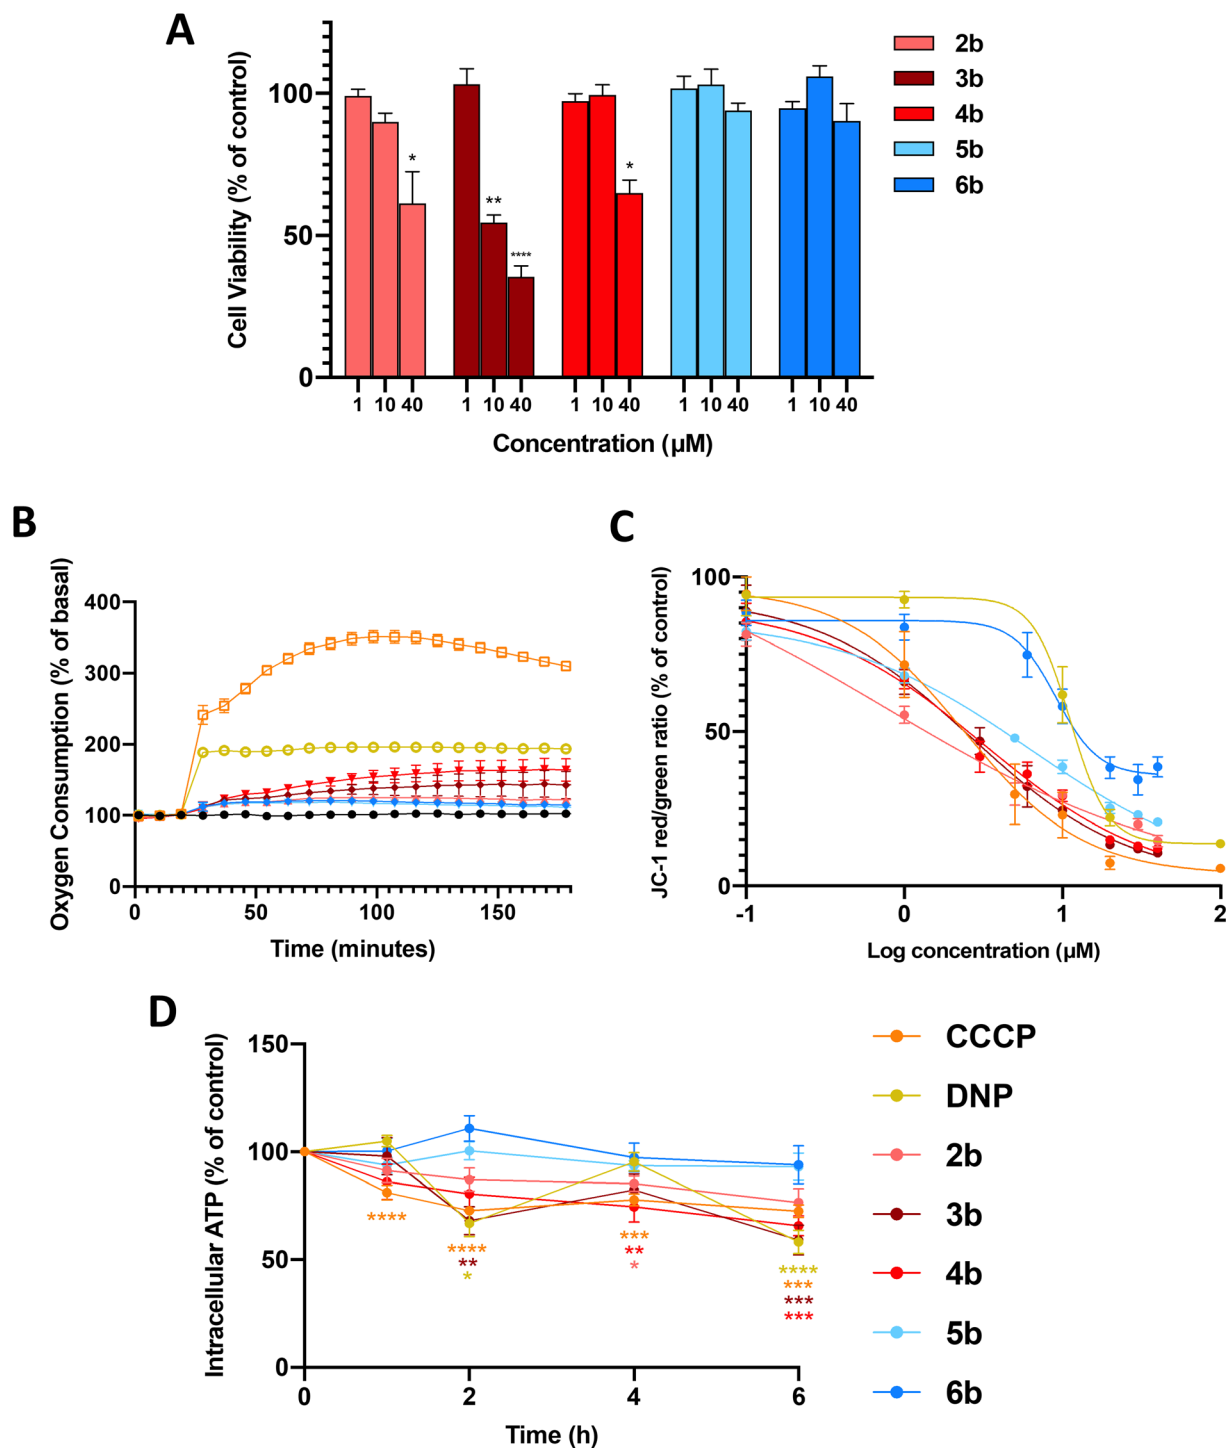 A
Cell Viability (% of control)
100
50
0
*
**
****
*
1 10 40 1 10 40 1 10 40 1 10 40 1 10 40
Concentration (µM)
2b
3b
4b
5b
6b
B
Oxygen Consumption (% of basal)
400
300
200
100
0
0 50 100 150
Time (minutes)
C
JC-1 red/green ratio (% of control)
100
50
0
-1 0 1 2
Log concentration (µM)
D
Intracellular ATP (% of control)
150
100
50
0
****
****
**
*
***
**
*
****
***
***
***
0 2 4 6
Time (h)
CCCP
DNP
2b
3b
4b
5b
6b